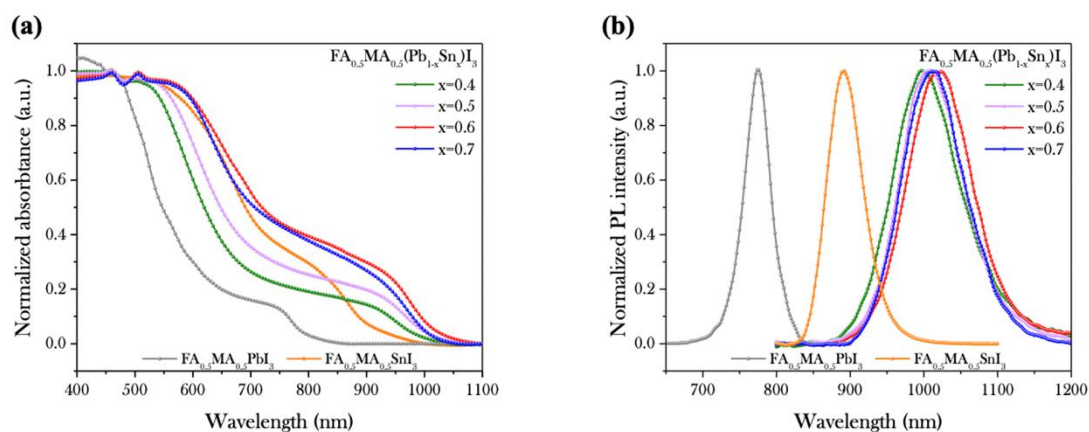 (a)
Normalized absorbtance (a.u.)
1.0
0.8
0.6
0.4
0.2
0.0
FA0.5MA0.5(Pb1-xSnx)I3
x=0.4
x=0.5
x=0.6
x=0.7
FA0.5MA0.5PbI3
FA0.5MA0.5SnI3
400 500 600 700 800 900 1000 1100
Wavelength (nm)
(b)
Normalized PL intensity (a.u.)
1.0
0.8
0.6
0.4
0.2
0.0
FA0.5MA0.5(Pb1-xSnx)I3
x=0.4
x=0.5
x=0.6
x=0.7
FA0.5MA0.5PbI3
FA0.5MA0.5SnI3
700 800 900 1000 1100 1200
Wavelength (nm)